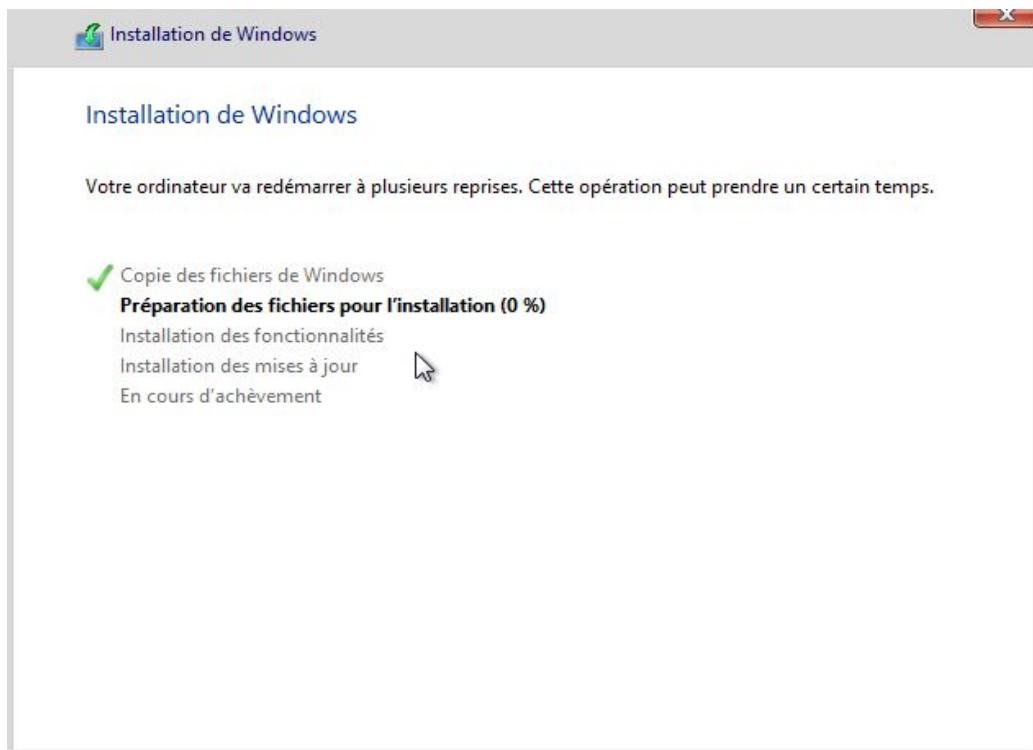 Installation de Windows
Installation de Windows
Votre ordinateur va redémarrer à plusieurs reprises. Cette opération peut prendre un certain temps.
Copie des fichiers de Windows
Préparation des fichiers pour l'installation (0 %)
Installation des fonctionnalités
Installation des mises à jour
En cours d'achèvement